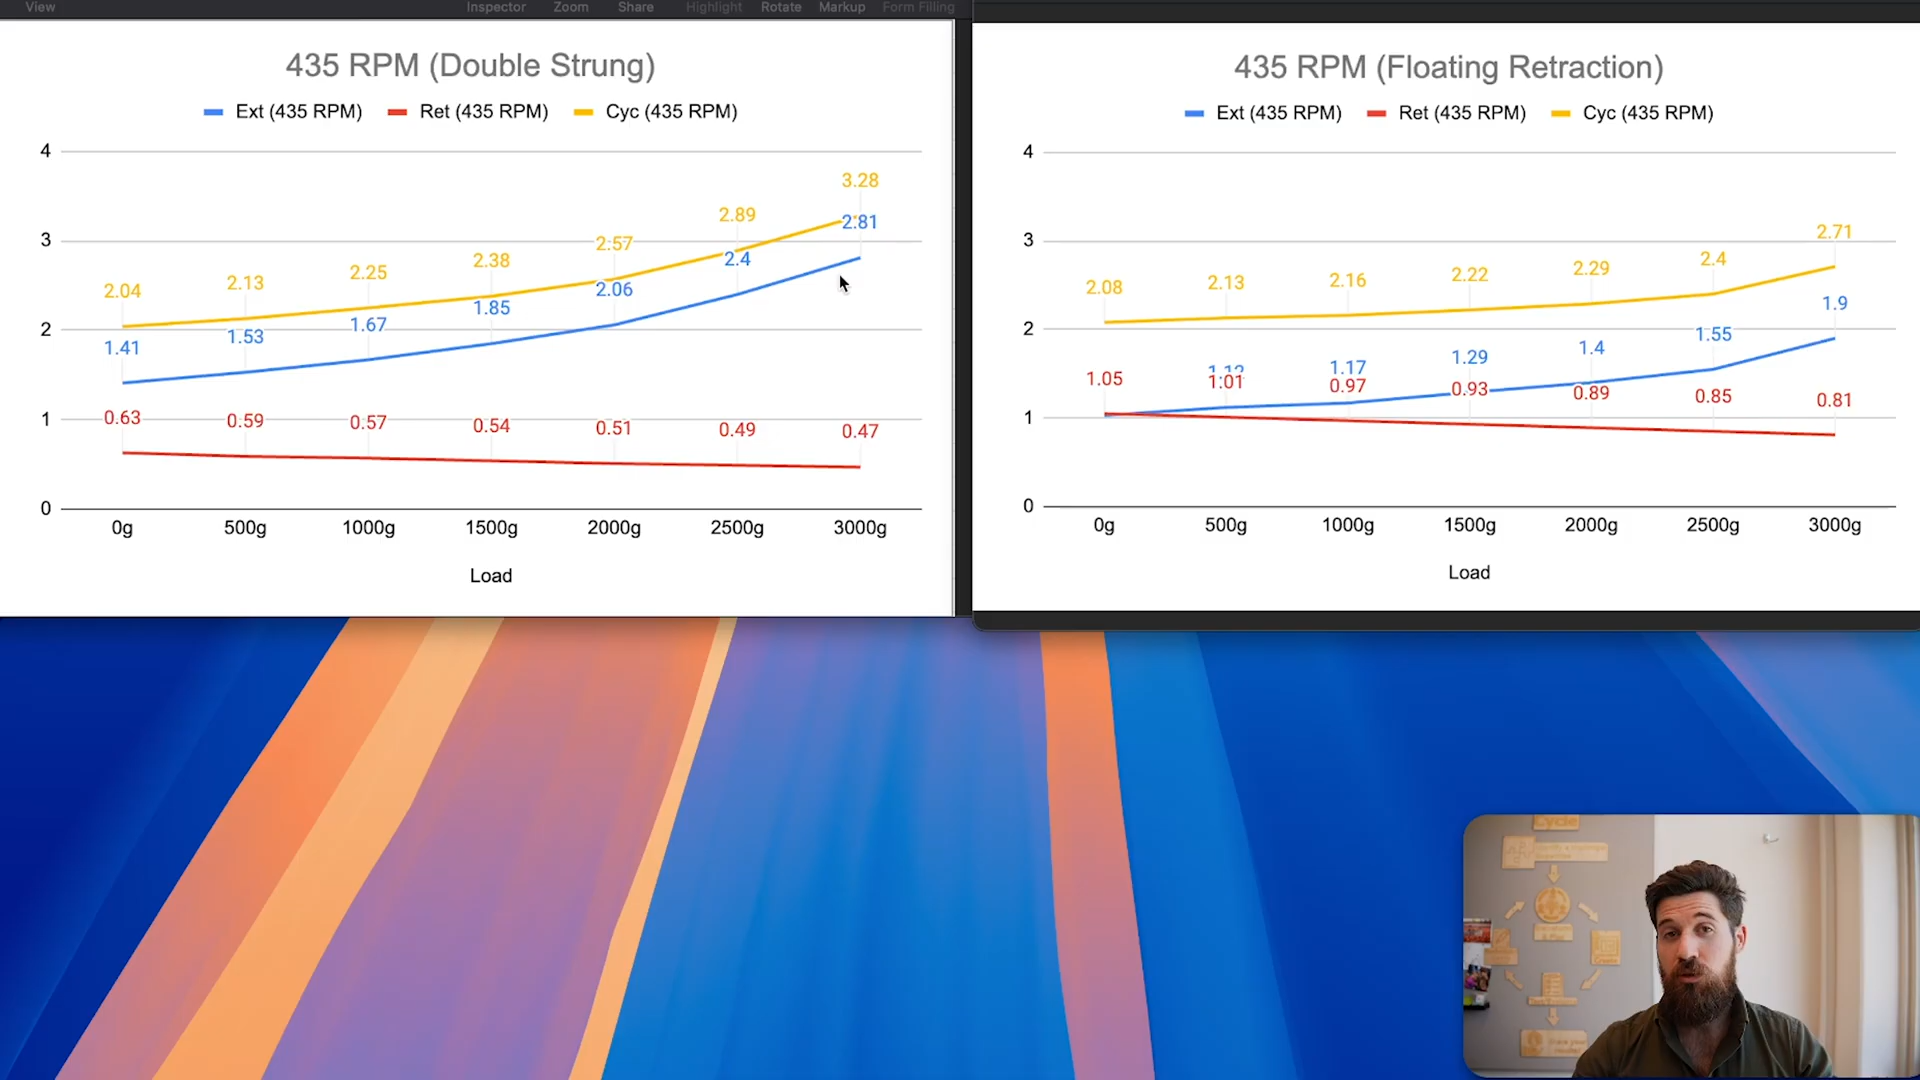 View
Inspector Zoom Share Highlight Rotate Markup Form Filling
435 RPM (Double Strung)
Ext (435 RPM) Ret (435 RPM) Cyc (435 RPM)
4
3
2
1
0
2.04 2.13 2.25 2.38 2.57 2.89 3.28
1.41 1.53 1.67 1.85 2.06 2.4 2.81
0.63 0.59 0.57 0.54 0.51 0.49 0.47
0g 500g 1000g 1500g 2000g 2500g 3000g
Load
435 RPM (Floating Retraction)
Ext (435 RPM) Ret (435 RPM) Cyc (435 RPM)
4
3
2
1
0
2.08 2.13 2.16 2.22 2.29 2.4 2.71
1.17 1.29 1.4 1.55 1.9
1.05 1.01 0.97 0.93 0.89 0.85 0.81
0g 500g 1000g 1500g 2000g 2500g 3000g
Load
Cycle